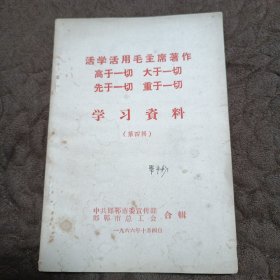 活学活用毛主席著作
高于一切 大于一切
先于一切 重于一切
学习資料
(第四辑)
中共邯郸市委宣传部
邯郸市总工会 合輯
一九六六年十月四日